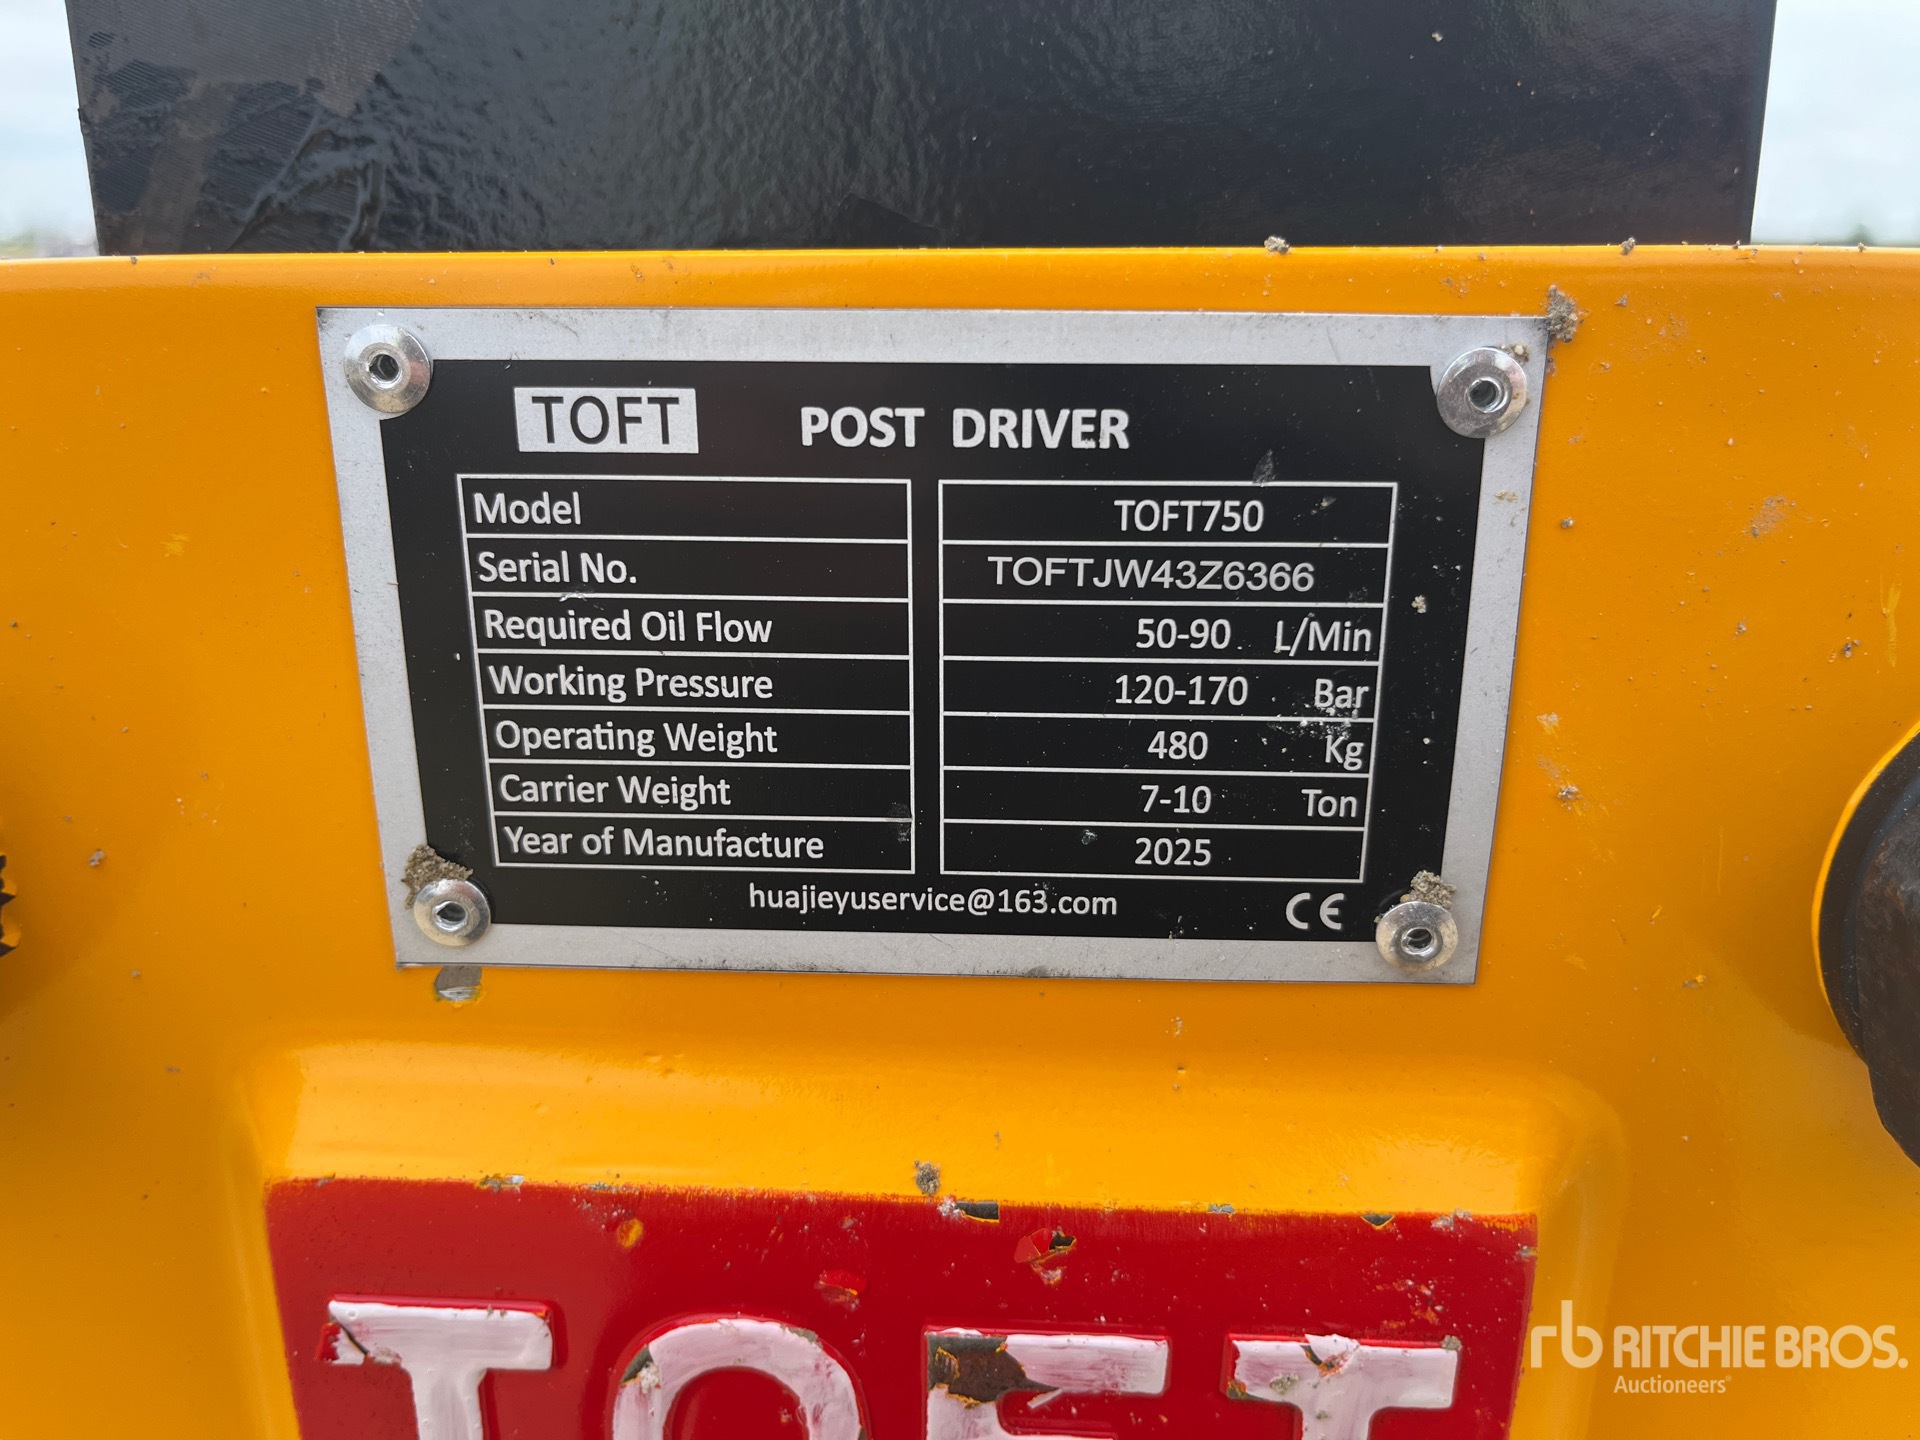 TOFT POST DRIVER
Model TOFT750
Serial No. TOFTJW43Z6366
Required Oil Flow 50-90 L/Min
Working Pressure 120-170 Bar
Operating Weight 480 Kg
Carrier Weight 7-10 Ton
Year of Manufacture 2025
huajieyuservice@163.com CE
TOFT
rb RITCHIE BROS.
Auctioneers